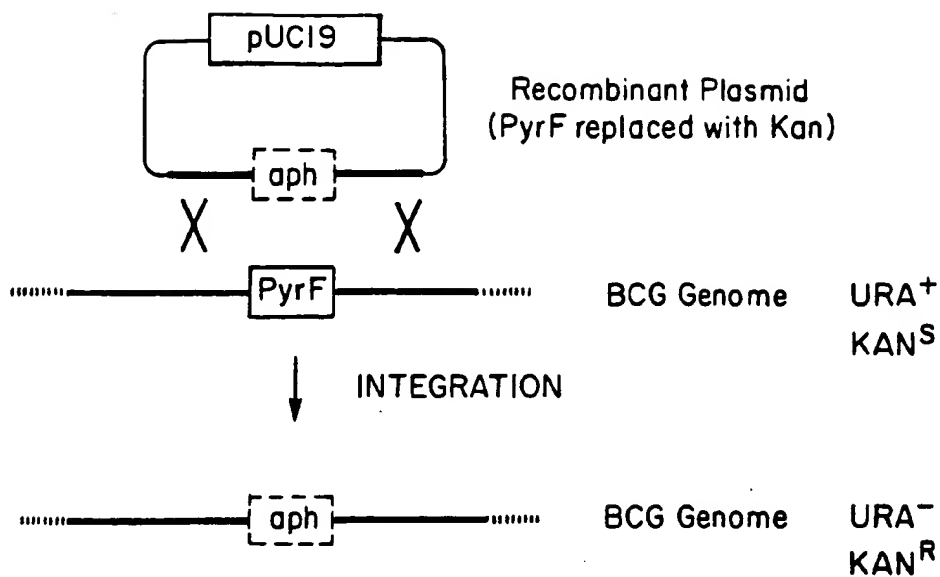 pUC19
Recombinant Plasmid
(PyrF replaced with Kan)
aph
PyrF
BCG Genome URA+
KANS
INTEGRATION
aph
BCG Genome URA−
KANR